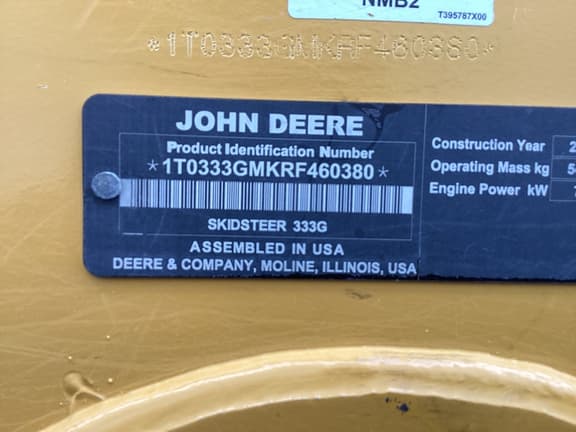 NMB2
T395787X00
*1T0333GMKRF460380*
JOHN DEERE
Product Identification Number
*1T0333GMKRF460380*
SKIDSTEER 333G
ASSEMBLED IN USA
DEERE & COMPANY, MOLINE, ILLINOIS, USA
Construction Year 2
Operating Mass kg
Engine Power kW